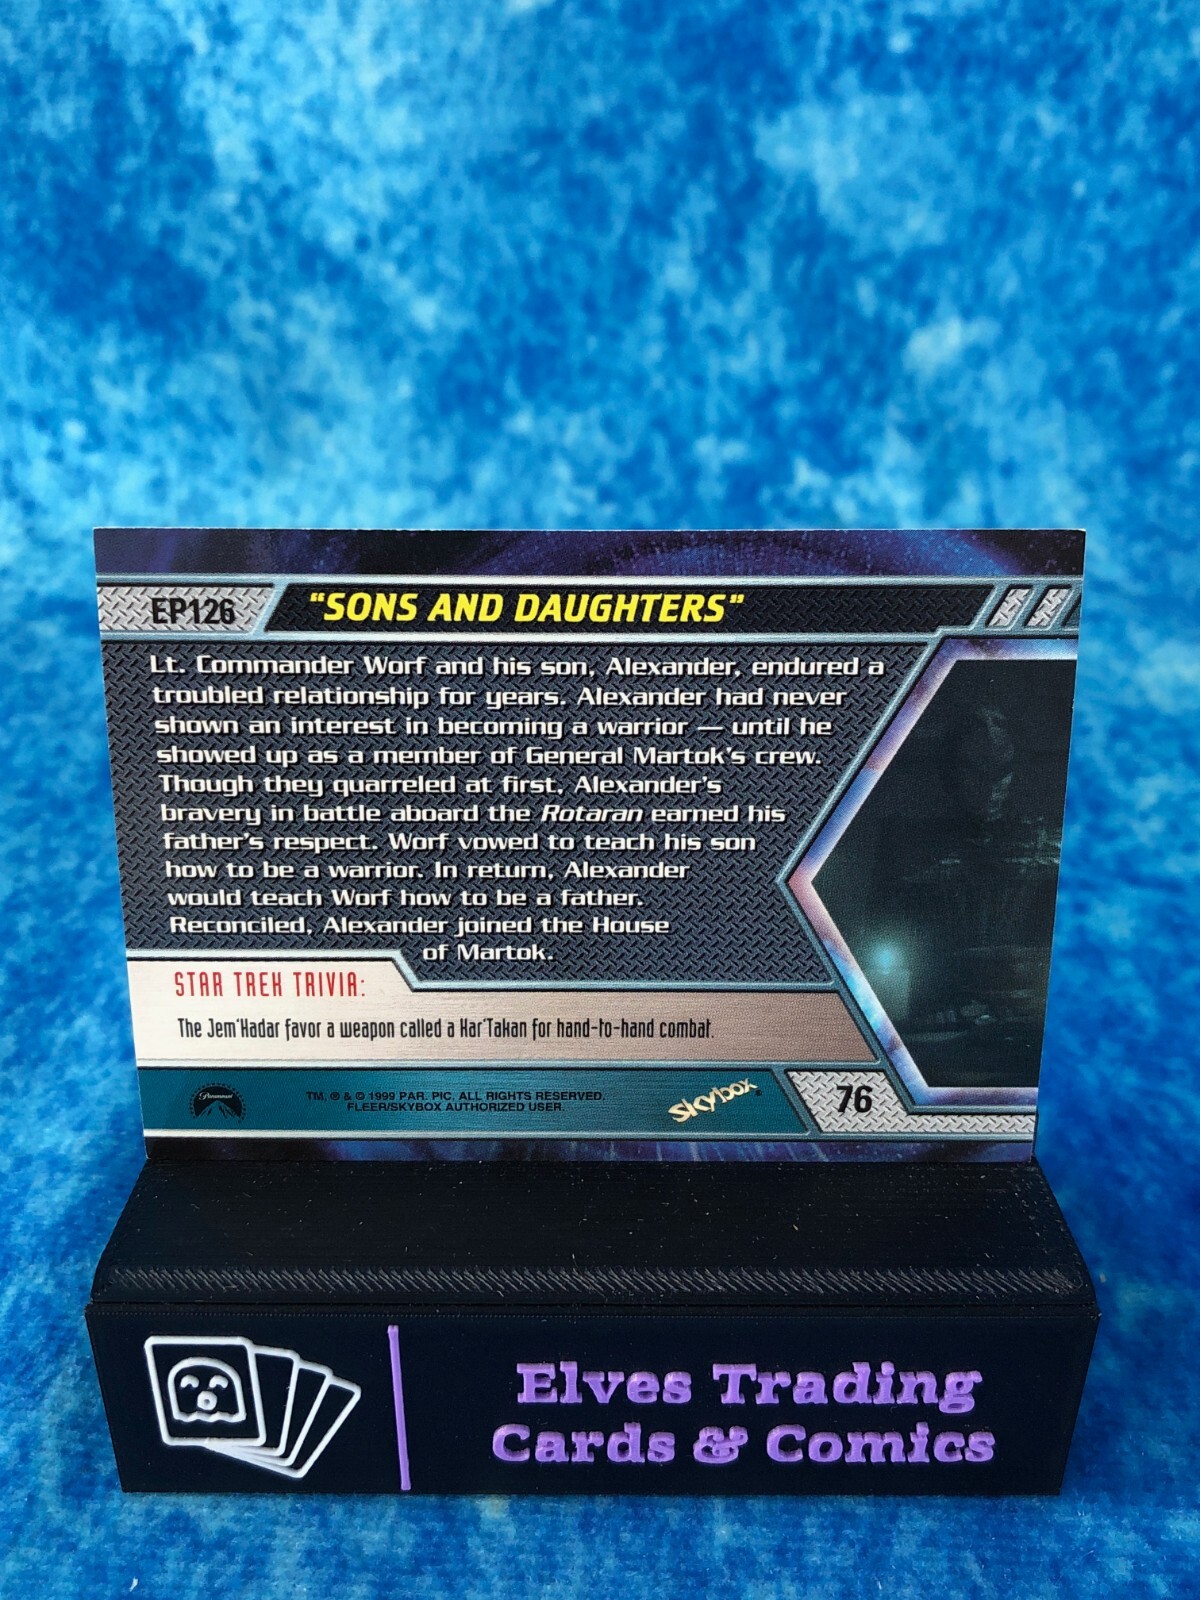 EP126
"SONS AND DAUGHTERS"
Lt. Commander Worf and his son, Alexander, endured a
troubled relationship for years. Alexander had never
shown an interest in becoming a warrior — until he
showed up as a member of General Martok's crew.
Though they quarreled at first, Alexander's
bravery in battle aboard the Rotaran earned his
father's respect. Worf vowed to teach his son
how to be a warrior. In return, Alexander
would teach Worf how to be a father.
Reconciled, Alexander joined the House
of Martok.
STAR TREK TRIVIA:
The Jem'Hadar favor a weapon called a Kar'Takan for hand-to-hand combat.
Paramount
TM, ® & © 1999 PAR. PIC. ALL RIGHTS RESERVED.
FLEER/SKYBOX AUTHORIZED USER.
SKYBOX®
76
Elves Trading
Cards & Comics